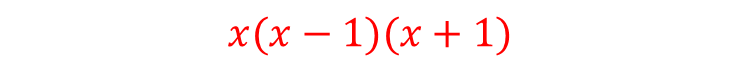 𝑥(𝑥 − 1)(𝑥 + 1)